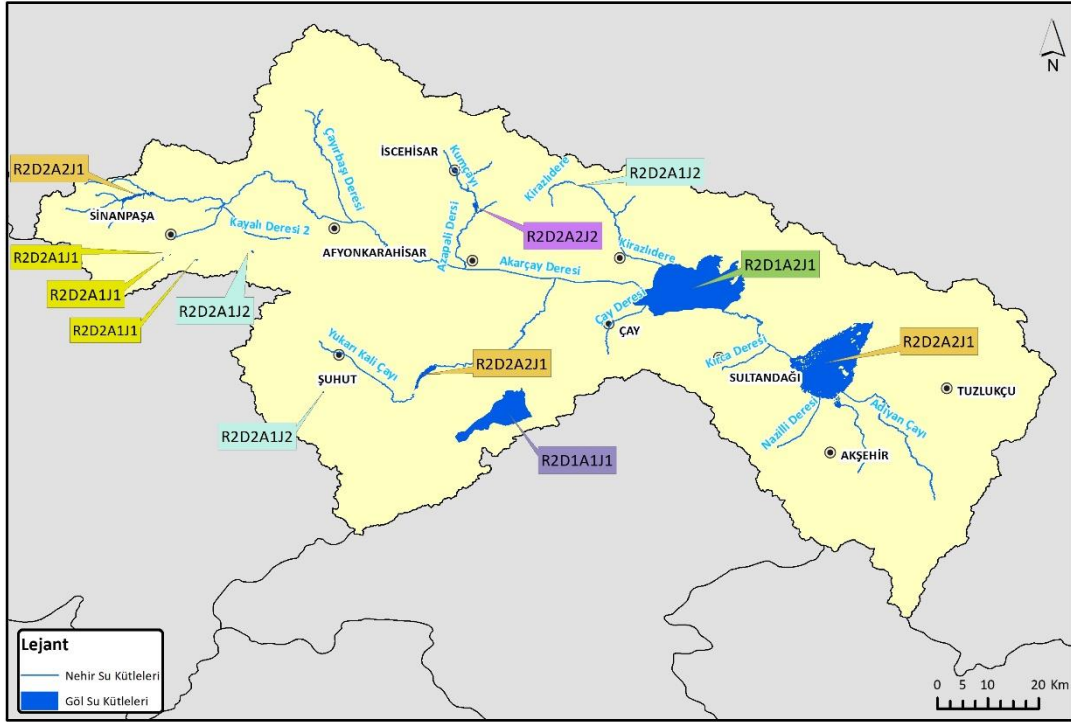 N
İSCEHİSAR
Kumçayı
Çayırbaşı Deresi
Kirazlıdere
R2D2A1J2
R2D2A2J1
SİNANPAŞA
Kayalı Deresi 2
AFYONKARAHİSAR
Azapali Dersi
R2D2A2J2
Kirazlıdere
R2D2A1J1
R2D2A1J1
R2D2A1J1
R2D2A1J2
Akarçay Deresi
R2D1A2J1
Çay Deresi
ÇAY
Yukarı Kali Çayı
ŞUHUT
R2D2A2J1
Kırca Deresi
SULTANDAĞI
R2D2A2J1
TUZLUKÇU
Nazilli Deresi
Adıyan Çayı
R2D2A1J2
R2D1A1J1
AKŞEHİR
Lejant
Nehir Su Kütleleri
Göl Su Kütleleri
0 5 10 20 Km